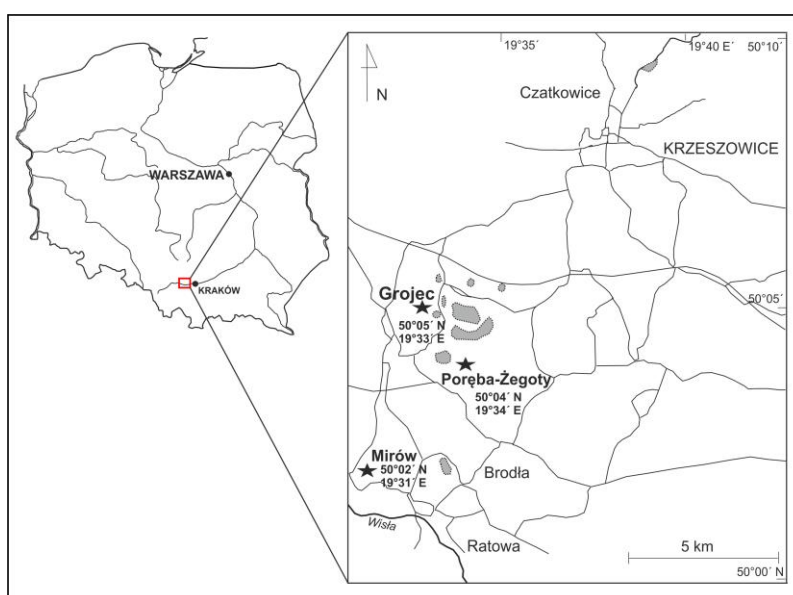 WARSZAWA
KRAKÓW
19°35´
19°40 E´ 50°10´
N
Czatkowice
KRZESZOWICE
50°05´
Grojec
50°05´ N
19°33´ E
Poręba-Żegoty
50°04´ N
19°34´ E
Mirów
50°02´ N
19°31´ E
Brodła
Wisła
Ratowa
5 km
50°00´ N